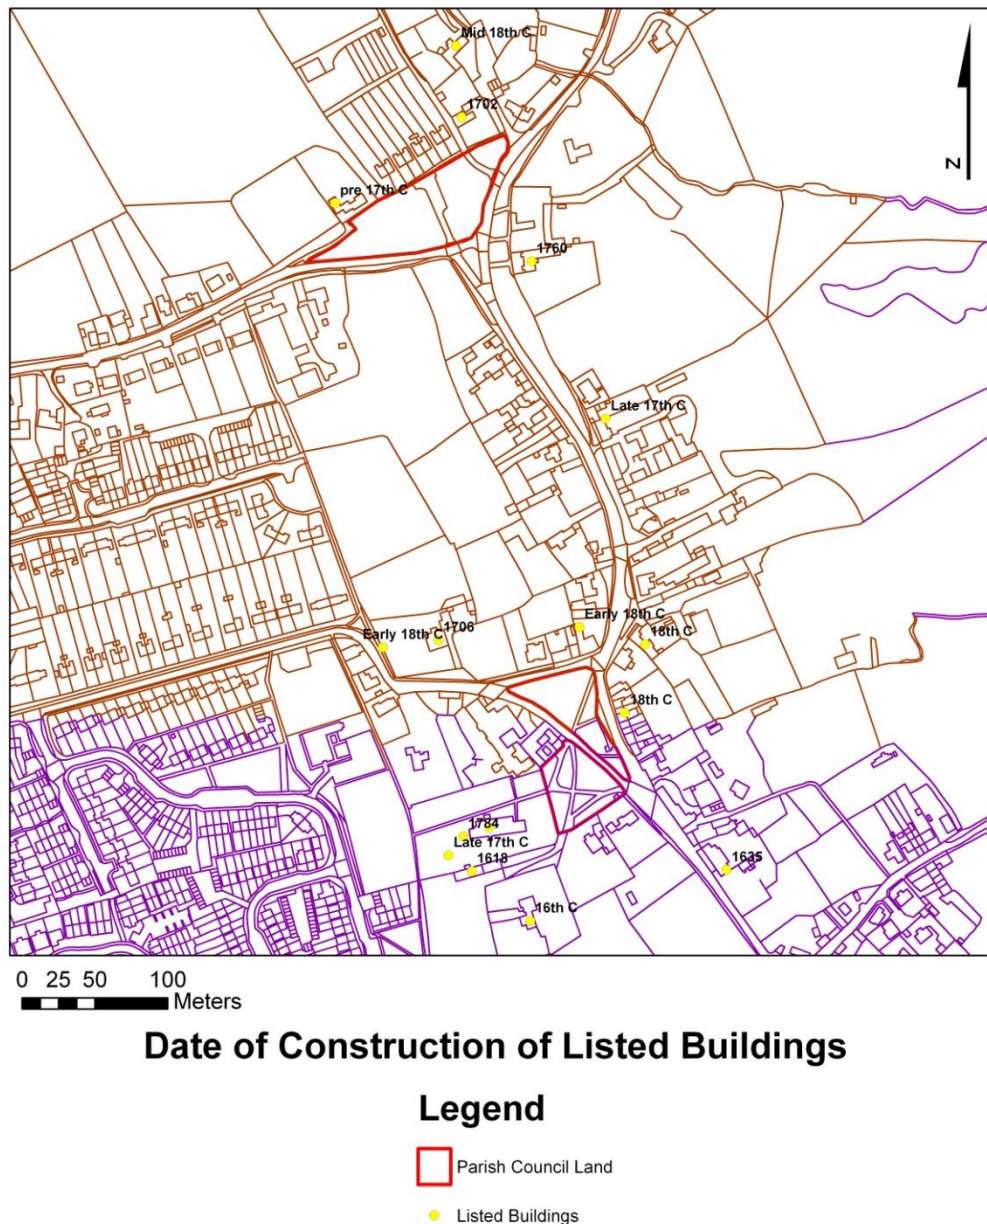 Mid 18th C
1702
pre 17th C
1760
Late 17th C
Early 18th C
18th C
1706
Early 18th C
18th C
1784
Late 17th C
1618
1635
16th C
N
0 25 50 100
Meters
Date of Construction of Listed Buildings
Legend
Parish Council Land
Listed Buildings